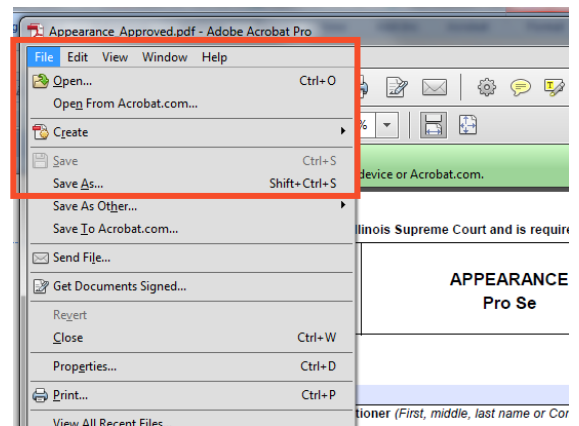 Appearance_Approved.pdf - Adobe Acrobat Pro
File Edit View Window Help
Open... Ctrl+O
Open From Acrobat.com...
Create
Save Ctrl+S
Save As... Shift+Ctrl+S
Save As Other...
Save To Acrobat.com...
Send File...
Get Documents Signed...
Revert
Close Ctrl+W
Properties... Ctrl+D
Print... Ctrl+P
View All Recent Files
%
device or Acrobat.com.
llinois Supreme Court and is require
APPEARANCE
Pro Se
tioner (First, middle, last name or Cor